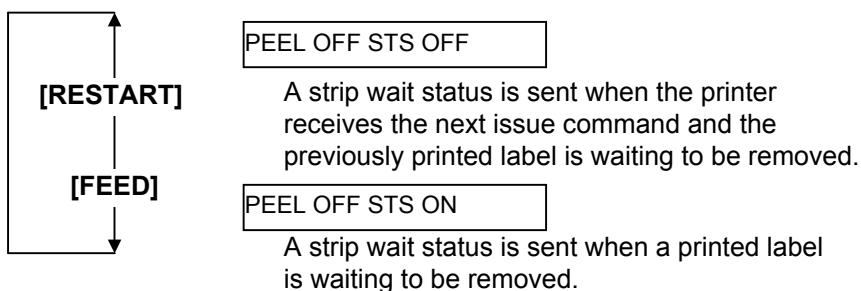 PEEL OFF STS OFF
[RESTART]
A strip wait status is sent when the printer
receives the next issue command and the
previously printed label is waiting to be removed.
[FEED]
PEEL OFF STS ON
A strip wait status is sent when a printed label
is waiting to be removed.